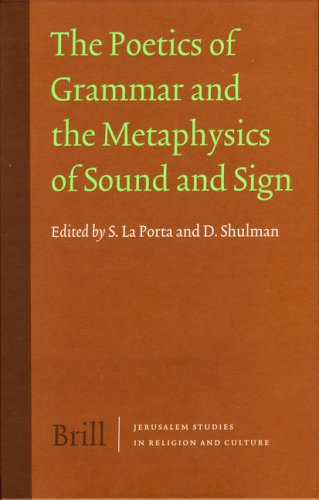 The Poetics of
Grammar and
the Metaphysics
of Sound and Sign
Edited by S. La Porta and D. Shulman
Brill
JERUSALEM STUDIES
IN RELIGION AND CULTURE